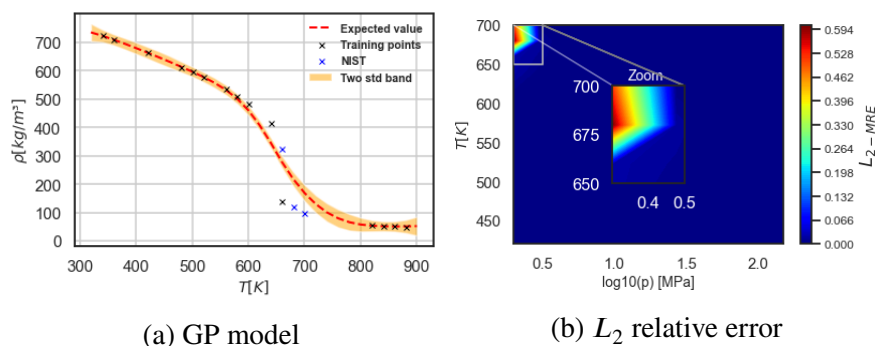 700
600
500
400
300
200
100
0
ρ[kg/m³]
300 400 500 600 700 800 900
T[K]
Expected value
Training points
NIST
Two std band
(a) GP model
700
650
600
550
500
450
T[K]
0.5 1.0 1.5 2.0
log10(p) [MPa]
Zoom
700
675
650
0.4 0.5
0.594
0.528
0.462
0.396
0.330
0.264
0.198
0.132
0.066
0.000
L2−MRE
(b) L2 relative error